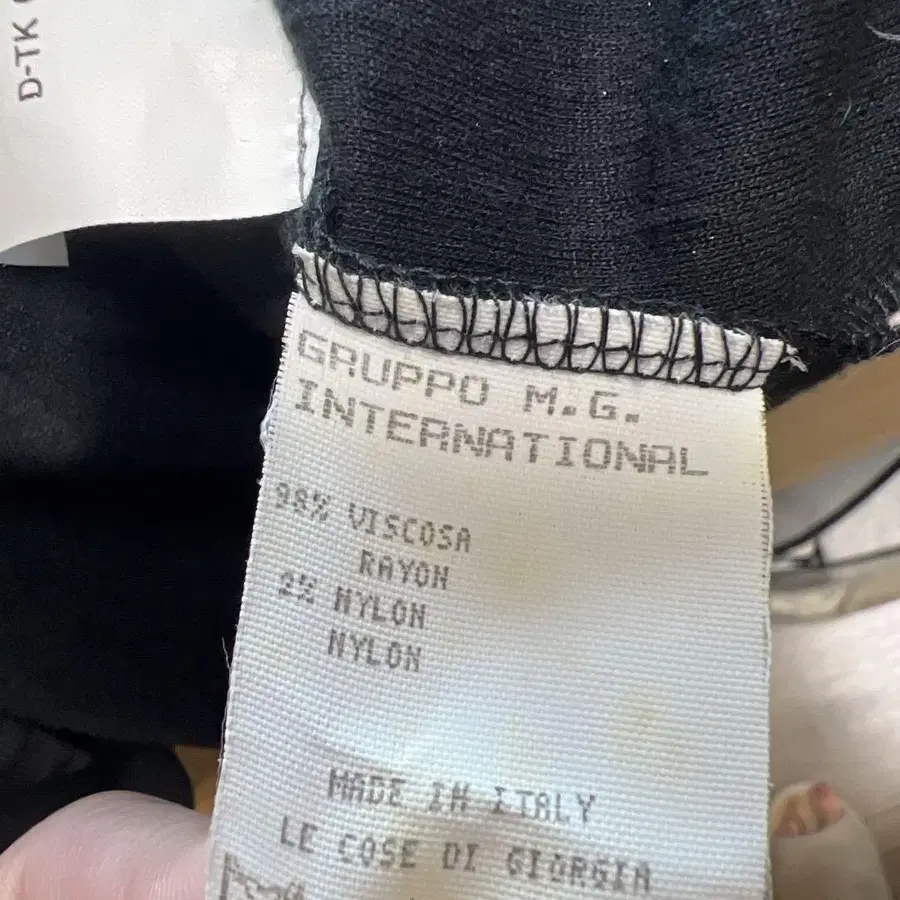 D-TK
GRUPPO M.G.
INTERNATIONAL
98% VISCOSA
RAYON
2% NYLON
NYLON
MADE IN ITALY
LE COSE DI GIORGIA